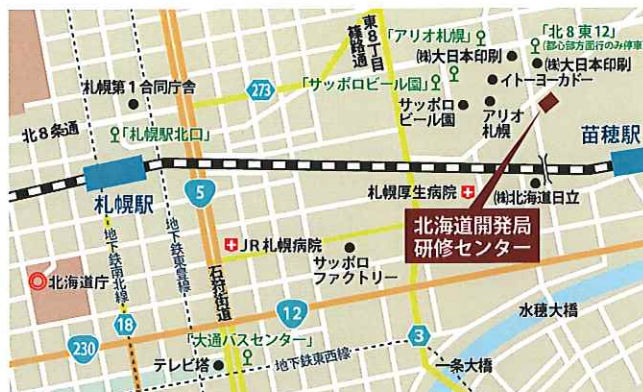 東8丁目
篠路通
「アリオ札幌」
「北8東12」
(都心部方面行のみ停車)
㈱大日本印刷
㈱大日本印刷
イトーヨーカドー
札幌第1合同庁舎
273
「サッポロビール園」
サッポロ
ビール園
アリオ
札幌
北8条通
「札幌駅北口」
苗穂駅
札幌駅
5
札幌厚生病院
㈱北海道日立
北海道開発局
研修センター
地下鉄南北線
地下鉄東豊線
石狩街道
JR札幌病院
サッポロ
ファクトリー
北海道庁
18
12
水穂大橋
230
「大通バスセンター」
3
テレビ塔
地下鉄東西線
一条大橋